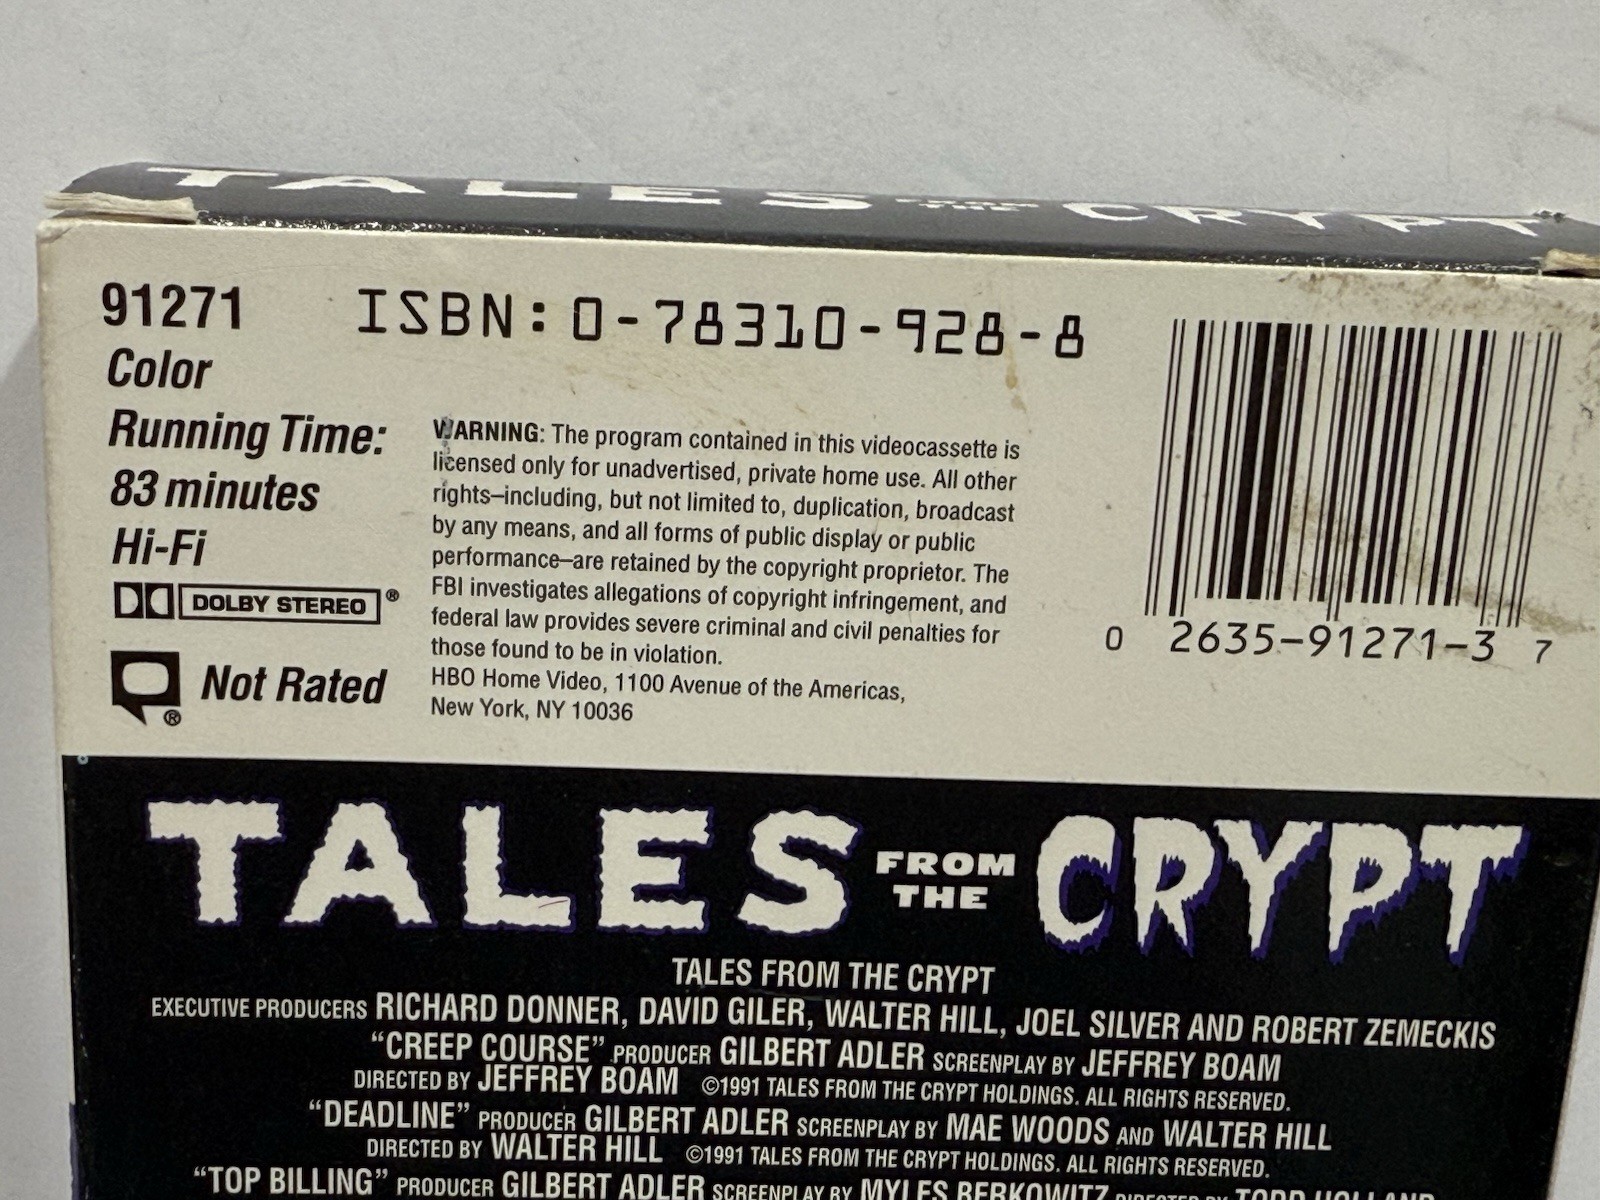 TALES FROM THE CRYPT
91271
ISBN: 0-78310-928-8
Color
Running Time:
83 minutes
Hi-Fi
DOLBY STEREO ®
® Not Rated
WARNING: The program contained in this videocassette is
licensed only for unadvertised, private home use. All other
rights–including, but not limited to, duplication, broadcast
by any means, and all forms of public display or public
performance–are retained by the copyright proprietor. The
FBI investigates allegations of copyright infringement, and
federal law provides severe criminal and civil penalties for
those found to be in violation.
HBO Home Video, 1100 Avenue of the Americas,
New York, NY 10036
0 2635-91271-3 7
TALES FROM THE CRYPT
TALES FROM THE CRYPT
EXECUTIVE PRODUCERS RICHARD DONNER, DAVID GILER, WALTER HILL, JOEL SILVER AND ROBERT ZEMECKIS
“CREEP COURSE” PRODUCER GILBERT ADLER SCREENPLAY BY JEFFREY BOAM
DIRECTED BY JEFFREY BOAM ©1991 TALES FROM THE CRYPT HOLDINGS. ALL RIGHTS RESERVED.
“DEADLINE” PRODUCER GILBERT ADLER SCREENPLAY BY MAE WOODS AND WALTER HILL
DIRECTED BY WALTER HILL ©1991 TALES FROM THE CRYPT HOLDINGS. ALL RIGHTS RESERVED.
“TOP BILLING” PRODUCER GILBERT ADLER SCREENPLAY BY MYLES BERKOWITZ DIRECTED BY TODD HOLLAND